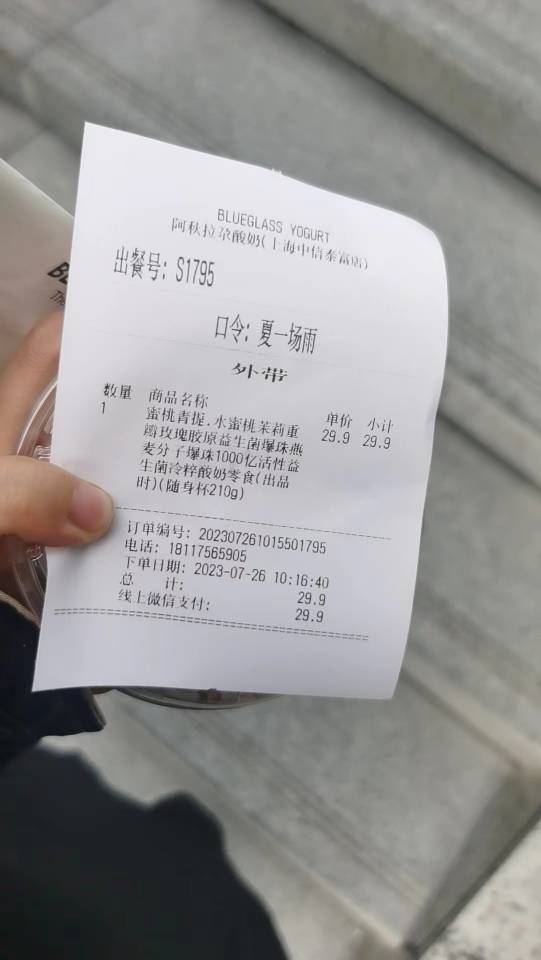 BLUEGLASS YOGURT
阿秋拉尕酸奶(上海中信泰富店)
出餐号: S1795
口令: 夏一场雨
外带
数量 商品名称 单价 小计
1 蜜桃青提.水蜜桃茉莉重 29.9 29.9
瓣玫瑰胶原益生菌爆珠燕
麦分子爆珠1000亿活性益
生菌冷粹酸奶零食(出品
时)(随身杯210g)
订单编号: 202307261015501795
电话: 18117565905
下单日期: 2023-07-26 10:16:40
总 计: 29.9
线上微信支付: 29.9